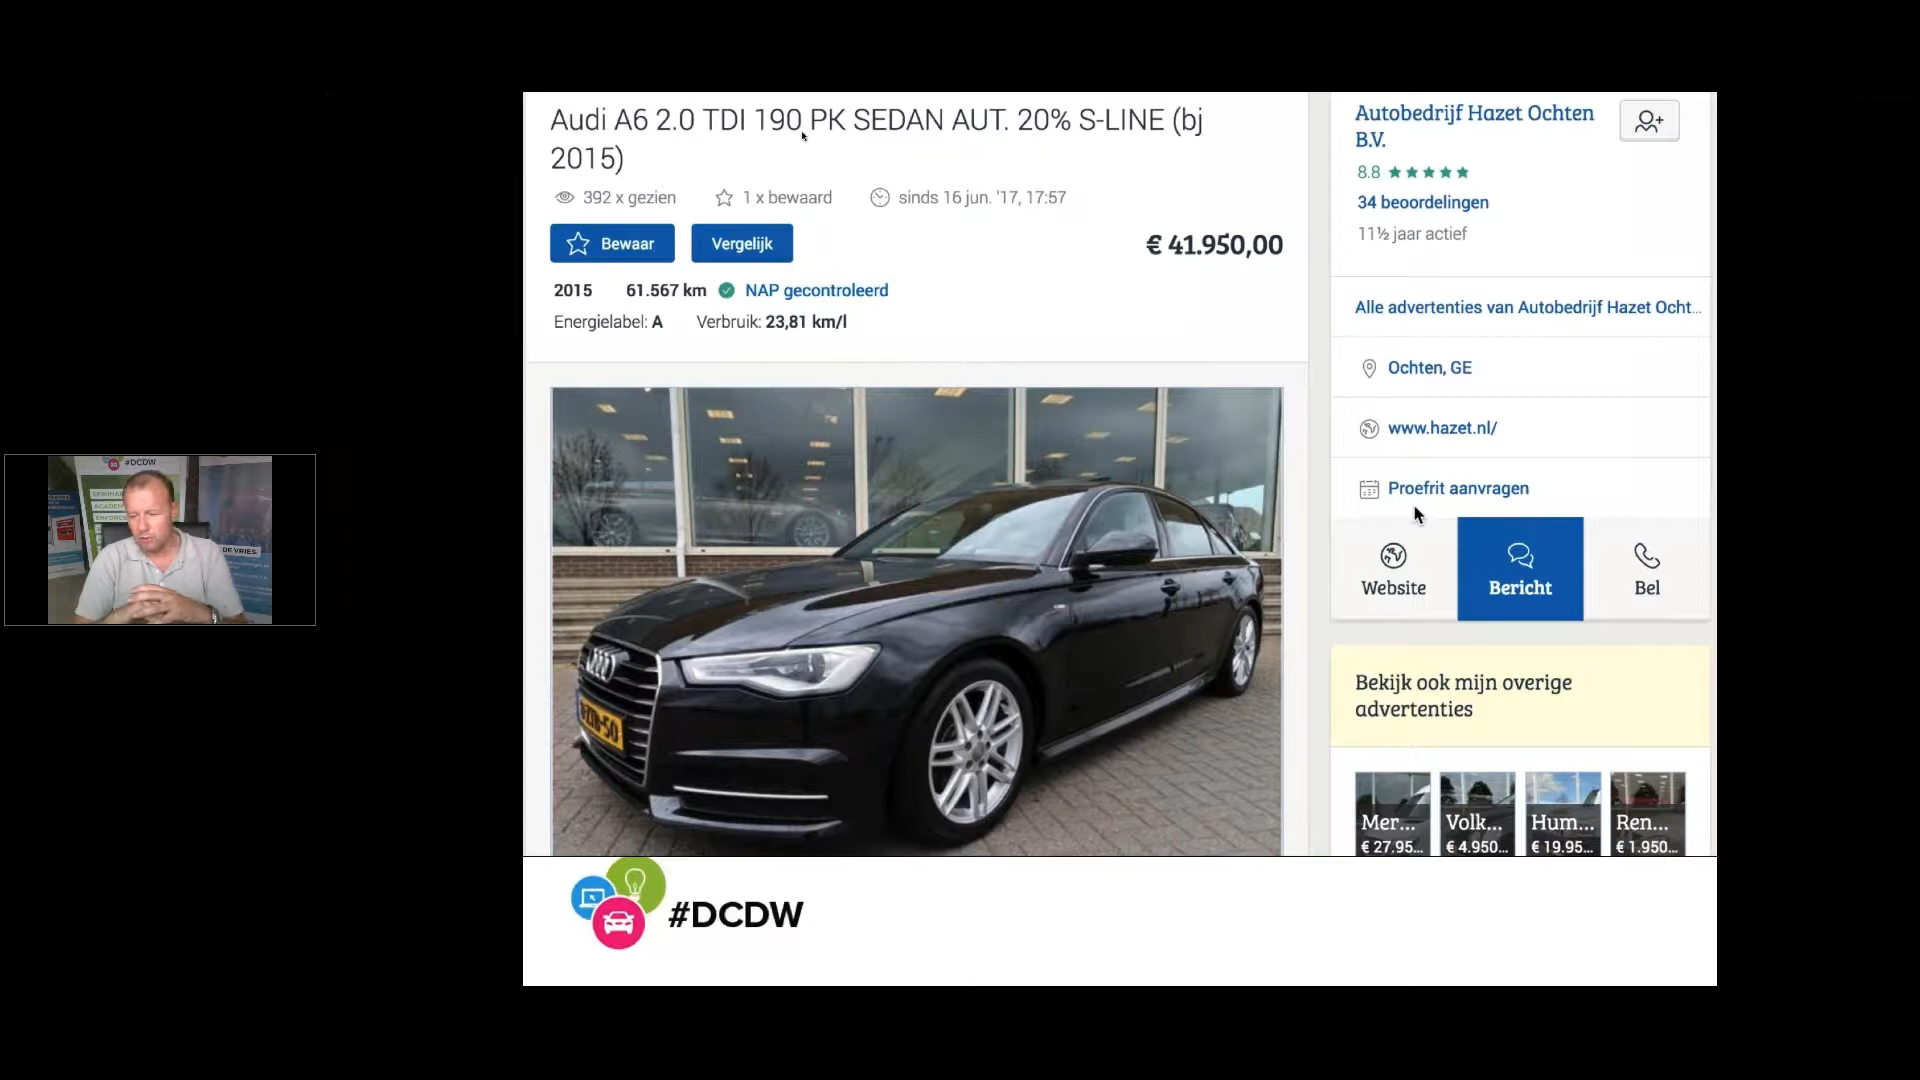 Audi A6 2.0 TDI 190 PK SEDAN AUT. 20% S-LINE (bj
2015)
392 x gezien
1 x bewaard
sinds 16 jun. '17, 17:57
Bewaar
Vergelijk
€ 41.950,00
2015
61.567 km
NAP gecontroleerd
Energielabel: A
Verbruik: 23,81 km/l
Autobedrijf Hazet Ochten
B.V.
8.8
34 beoordelingen
11½ jaar actief
Alle advertenties van Autobedrijf Hazet Ocht...
Ochten, GE
www.hazet.nl/
Proefrit aanvragen
Website
Bericht
Bel
Bekijk ook mijn overige
advertenties
Mer...
€ 27.95...
Volk...
€ 4.950...
Hum...
€ 19.95...
Ren...
€ 1.950...
#DCDW
#DCDW
DE VRIES